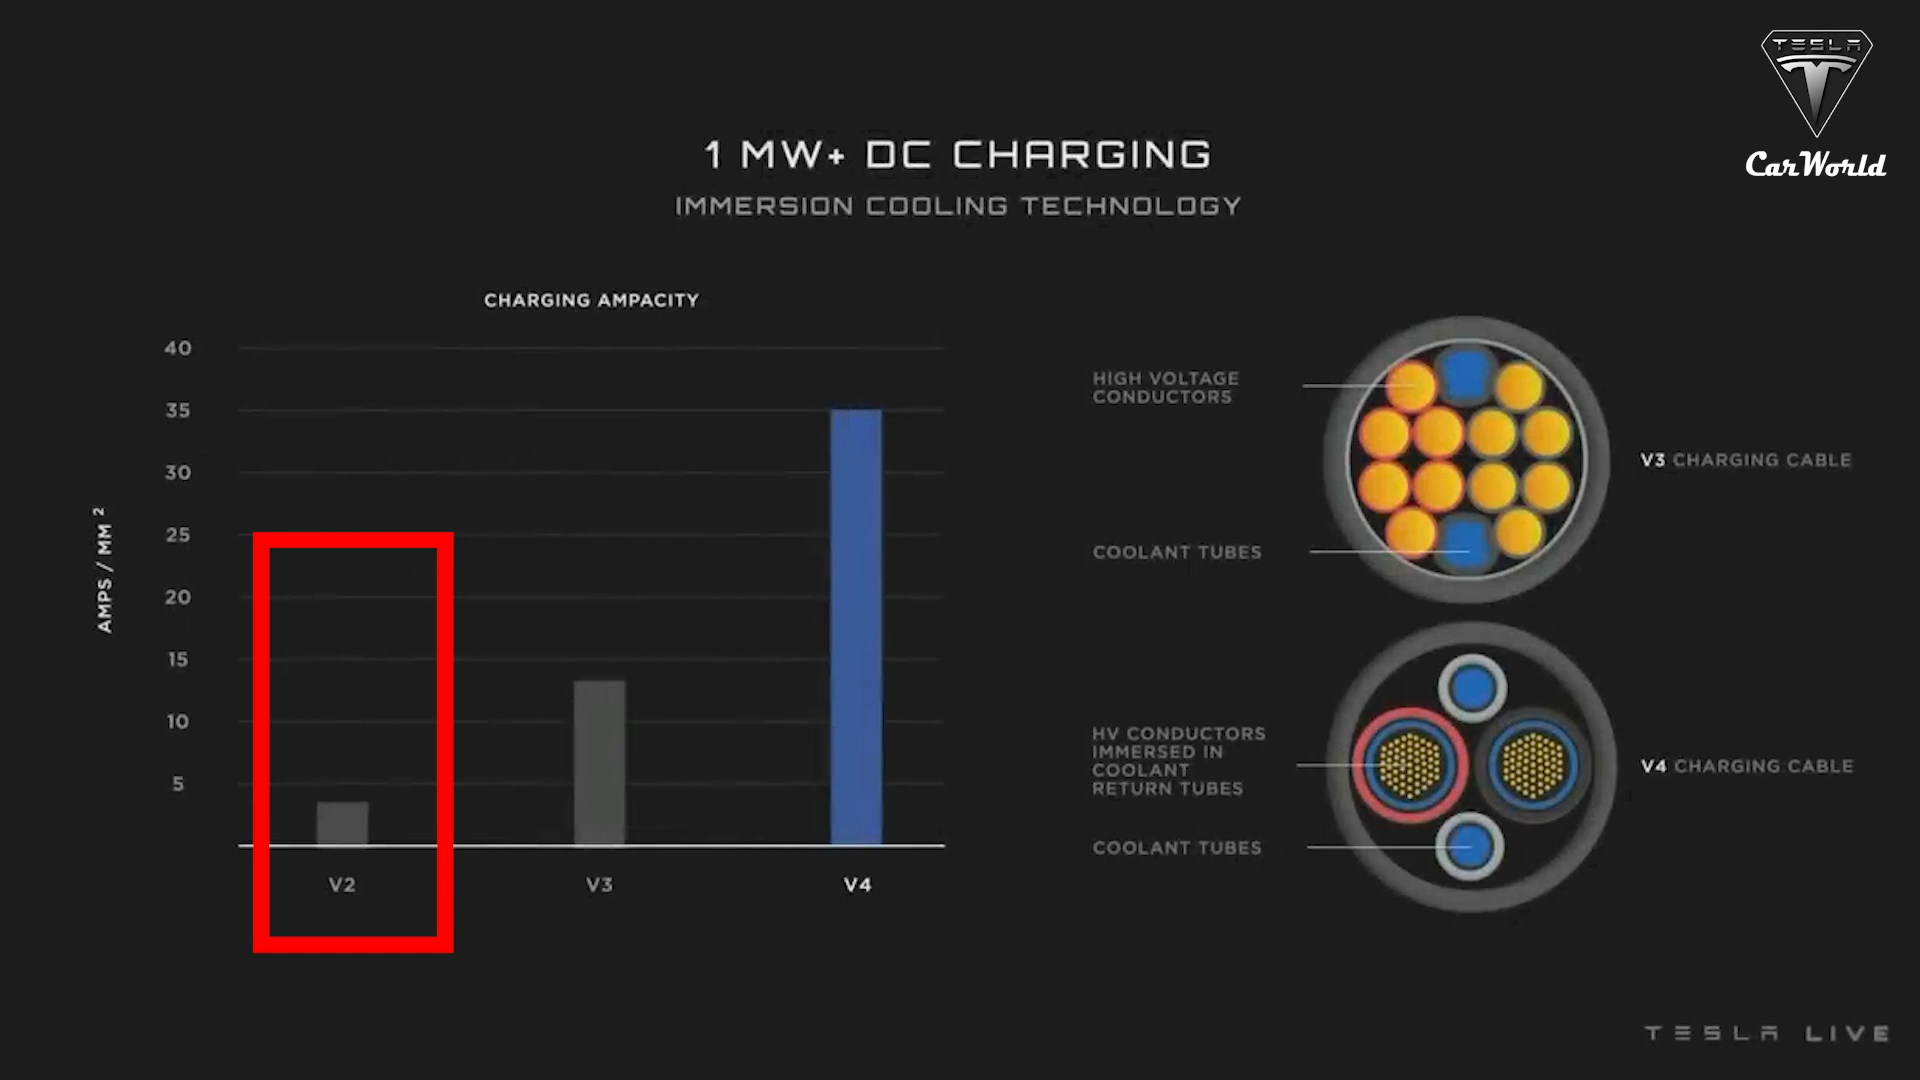 TESLA
CarWorld
1 MW+ DC CHARGING
IMMERSION COOLING TECHNOLOGY
CHARGING AMPACITY
40
35
30
25
20
15
10
5
AMPS / MM²
V2
V3
V4
HIGH VOLTAGE
CONDUCTORS
COOLANT TUBES
V3 CHARGING CABLE
HV CONDUCTORS
IMMERSED IN
COOLANT
RETURN TUBES
COOLANT TUBES
V4 CHARGING CABLE
TESLA LIVE